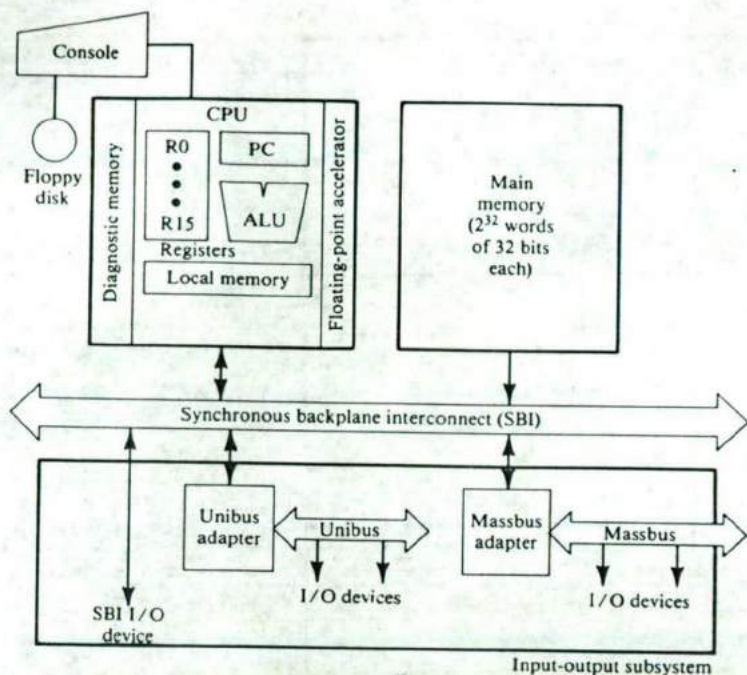 Console
Floppy
disk
Diagnostic memory
CPU
R0
R15
Registers
PC
ALU
Local memory
Floating-point accelerator
Main
memory
(2³² words
of 32 bits
each)
Synchronous backplane interconnect (SBI)
Unibus
adapter
Unibus
I/O devices
Massbus
adapter
Massbus
I/O devices
SBI I/O
device
Input-output subsystem